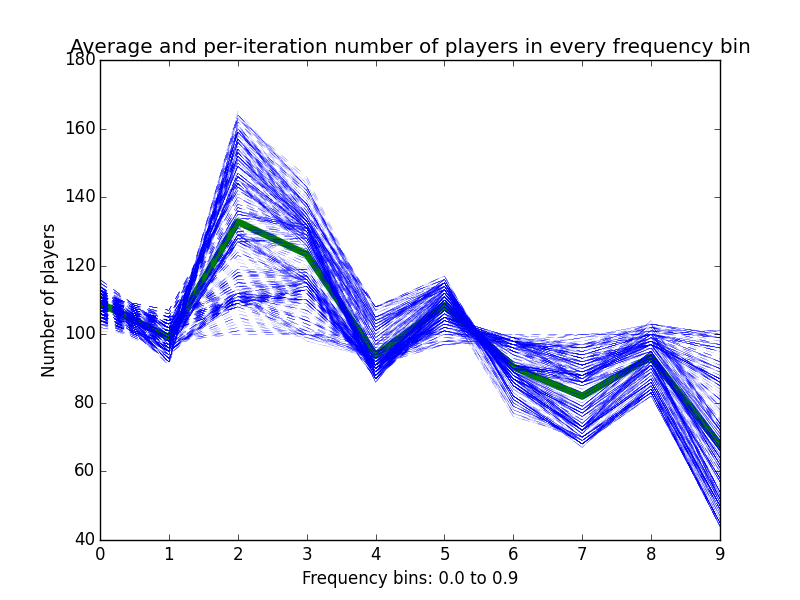 Average and per-iteration number of players in every frequency bin
180
160
140
120
100
80
60
40
Number of players
0 1 2 3 4 5 6 7 8 9
Frequency bins: 0.0 to 0.9